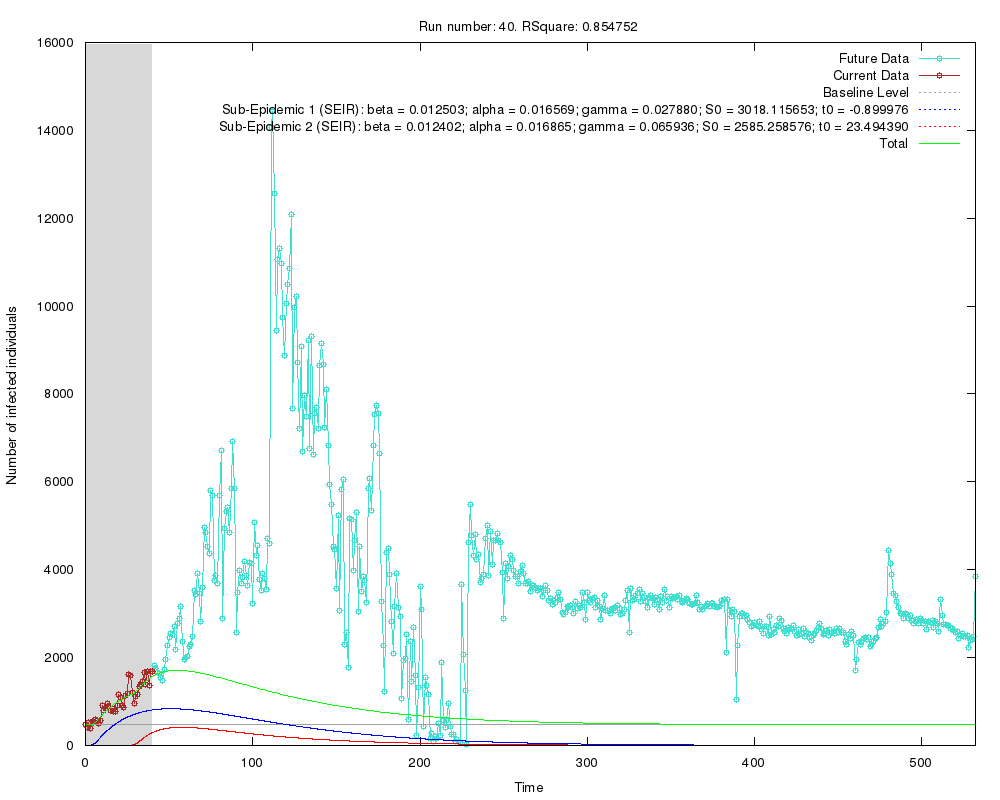 Run number: 40. RSquare: 0.854752
16000
14000
12000
10000
8000
6000
4000
2000
0
Number of infected individuals
Future Data
Current Data
Baseline Level
Sub-Epidemic 1 (SEIR): beta = 0.012503; alpha = 0.016569; gamma = 0.027880; S0 = 3018.115653; t0 = -0.899976
Sub-Epidemic 2 (SEIR): beta = 0.012402; alpha = 0.016865; gamma = 0.065936; S0 = 2585.258576; t0 = 23.494390
Total
0 100 200 300 400 500
Time